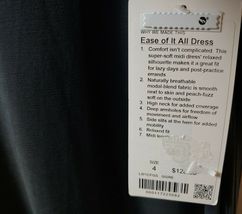 WHY WE MADE THIS
Ease of It All Dress
1. Comfort isn't complicated. This
super-soft midi dress' relaxed
silhouette makes it a great fit
for lazy days and post-practice
errands
2. Naturally breathable
modal-blend fabric is smooth
next to skin and peach-fuzz
soft on the outside
3. High neck for added coverage
4. Deep armholes for freedom of
movement and airflow
5. Side slits at the hem for added
mobility
6. Relaxed fit
7. Midi
SIZE
4